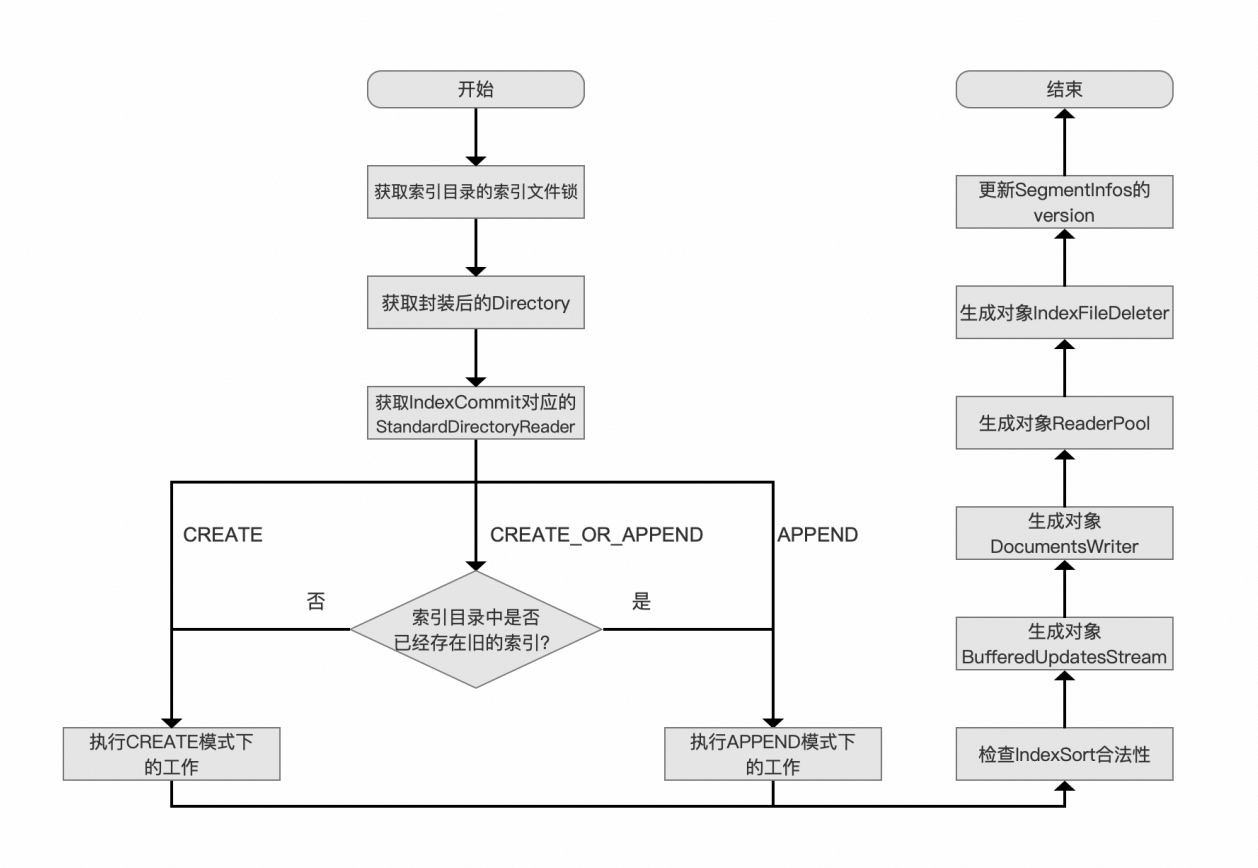 开始
获取索引目录的索引文件锁
获取封装后的Directory
获取IndexCommit对应的
StandardDirectoryReader
CREATE
CREATE_OR_APPEND
APPEND
否
是
索引目录中是否
已经存在旧的索引?
执行CREATE模式下
的工作
执行APPEND模式下
的工作
检查IndexSort合法性
生成对象
BufferedUpdatesStream
生成对象
DocumentsWriter
生成对象ReaderPool
生成对象IndexFileDeleter
更新SegmentInfos的
version
结束